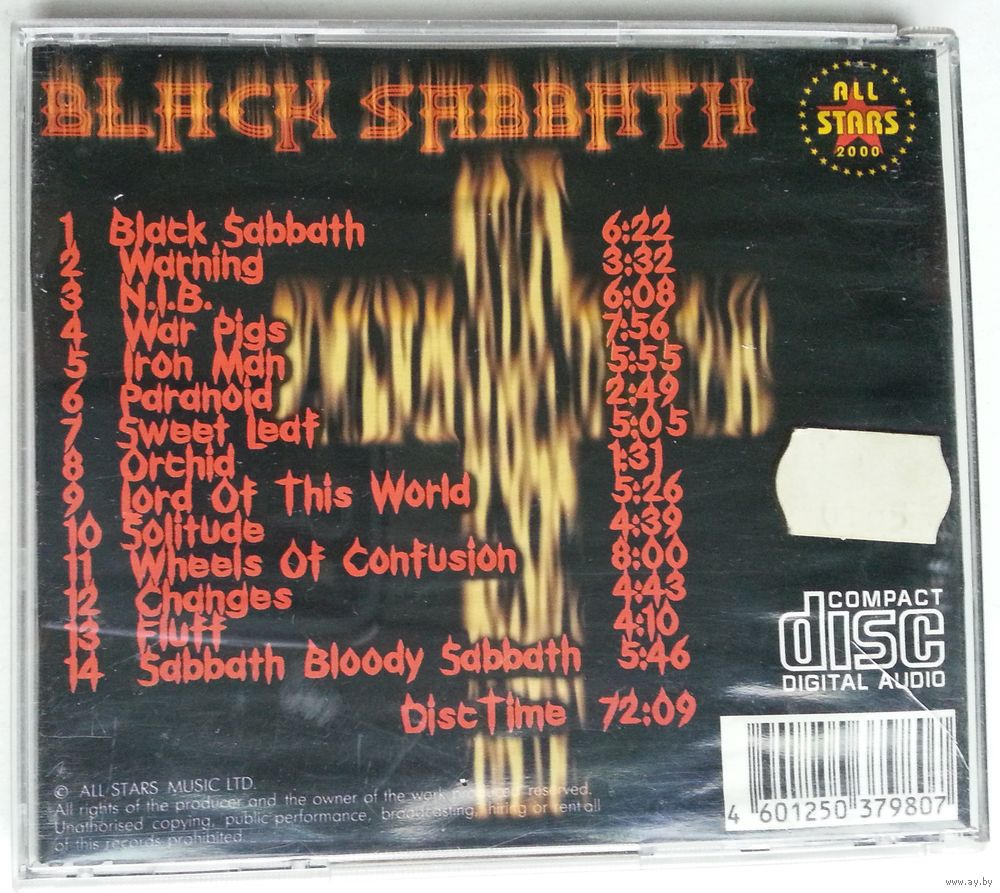 BLACK SABBATH
ALL
STARS
2000
1 Black Sabbath 6:22
2 Warning 3:32
3 N.I.B. 6:08
4 War Pigs 7:56
5 Iron Man 5:55
6 Paranoid 2:49
7 Sweet Leaf 5:05
8 Orchid 1:31
9 Lord Of This World 5:26
10 Solitude 4:39
11 Wheels Of Confusion 8:00
12 Changes 4:43
13 Fluff 4:10
14 Sabbath Bloody Sabbath 5:46
Disc Time 72:09
COMPACT
disc
DIGITAL AUDIO
© ALL STARS MUSIC LTD.
All rights of the producer and the owner of the work reserved.
Unathorised copying, public performance, broadcasting, hiring or rent all
of this records prohibited.
4 601250 379807
www.ay.by